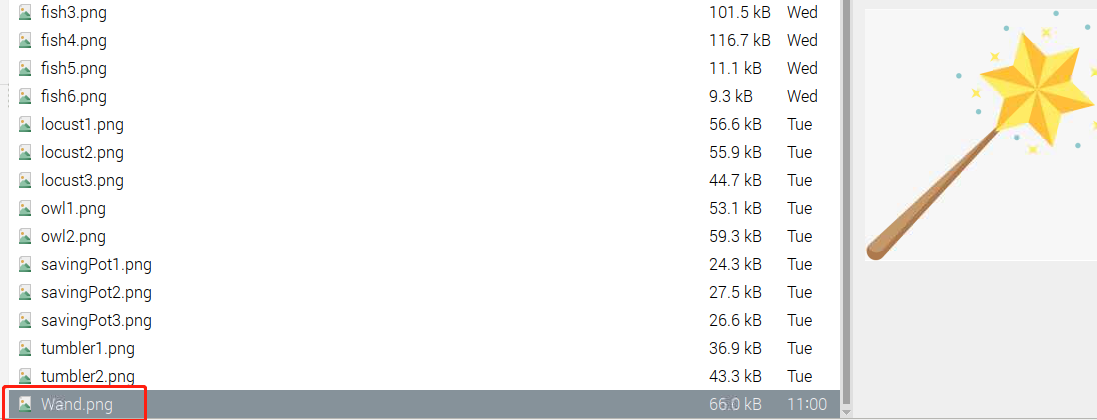 fish3.png 101.5 kB Wed
fish4.png 116.7 kB Wed
fish5.png 11.1 kB Wed
fish6.png 9.3 kB Wed
locust1.png 56.6 kB Tue
locust2.png 55.9 kB Tue
locust3.png 44.7 kB Tue
owl1.png 53.1 kB Tue
owl2.png 59.3 kB Tue
savingPot1.png 24.3 kB Tue
savingPot2.png 27.5 kB Tue
savingPot3.png 26.6 kB Tue
tumbler1.png 36.9 kB Tue
tumbler2.png 43.3 kB Tue
Wand.png 66.0 kB 11:00